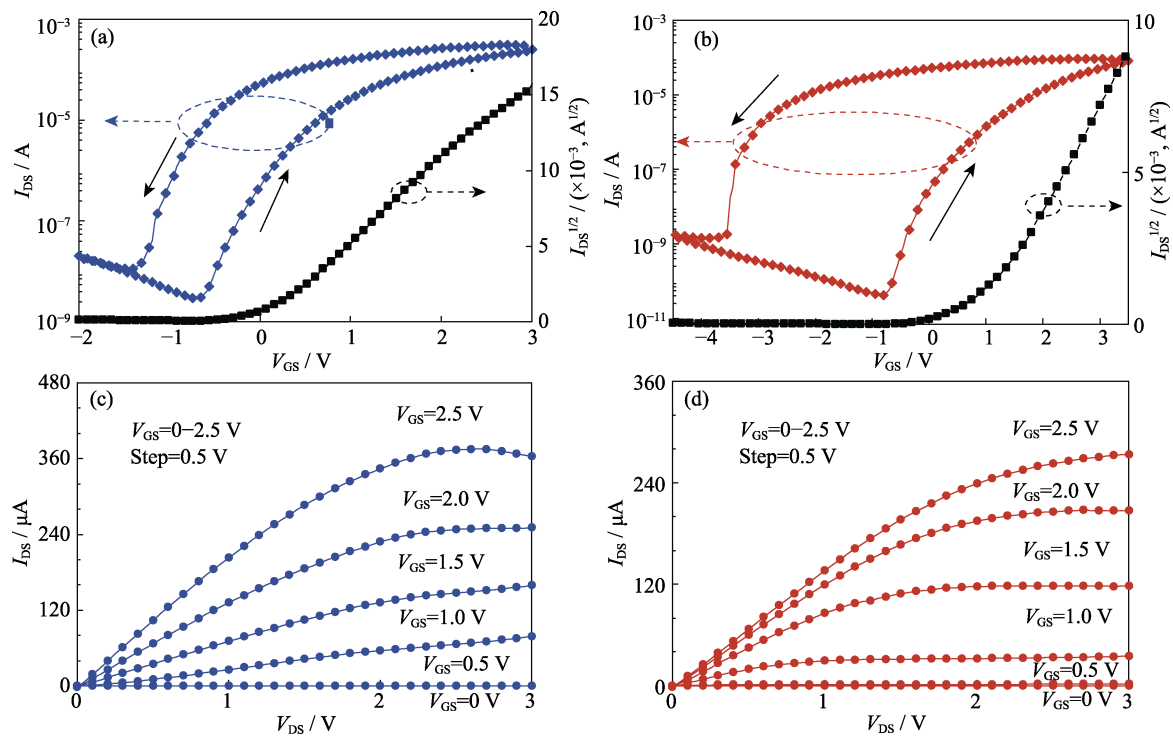 (a)
10⁻³
10⁻⁵
10⁻⁷
10⁻⁹
I_DS / A
−2
−1
0
1
2
3
V_GS / V
20
15
10
5
0
I_DS^1/2 / (×10⁻³, A^1/2)
(b)
10⁻³
10⁻⁵
10⁻⁷
10⁻⁹
10⁻¹¹
I_DS / A
−4
−3
−2
−1
0
1
2
3
V_GS / V
10
5
0
I_DS^1/2 / (×10⁻³, A^1/2)
(c)
V_GS=0−2.5 V
Step=0.5 V
V_GS=2.5 V
V_GS=2.0 V
V_GS=1.5 V
V_GS=1.0 V
V_GS=0.5 V
V_GS=0 V
480
360
240
120
0
I_DS / μA
0
1
2
3
V_DS / V
(d)
V_GS=0−2.5 V
Step=0.5 V
V_GS=2.5 V
V_GS=2.0 V
V_GS=1.5 V
V_GS=1.0 V
V_GS=0.5 V
V_GS=0 V
360
240
120
0
I_DS / μA
0
1
2
3
V_DS / V